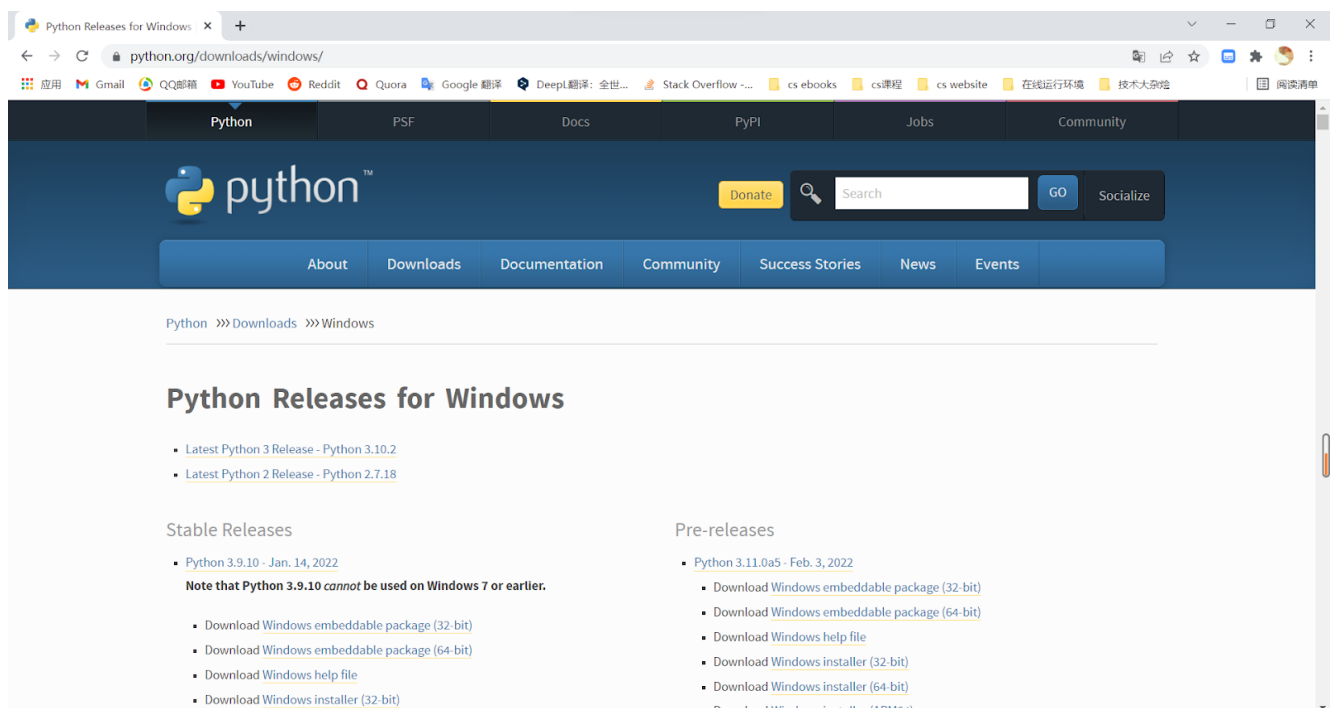 Python Releases for Windows
python.org/downloads/windows/
应用 Gmail QQ邮箱 YouTube Reddit Quora Google 翻译 DeepL翻译：全世... Stack Overflow -... cs ebooks cs课程 cs website 在线运行环境 技术大杂烩 阅读清单
Python PSF Docs PyPI Jobs Community
python™
Donate Search GO Socialize
About Downloads Documentation Community Success Stories News Events
Python >>> Downloads >>> Windows
Python Releases for Windows
Latest Python 3 Release - Python 3.10.2
Latest Python 2 Release - Python 2.7.18
Stable Releases
Python 3.9.10 - Jan. 14, 2022
Note that Python 3.9.10 cannot be used on Windows 7 or earlier.
Download Windows embeddable package (32-bit)
Download Windows embeddable package (64-bit)
Download Windows help file
Download Windows installer (32-bit)
Pre-releases
Python 3.11.0a5 - Feb. 3, 2022
Download Windows embeddable package (32-bit)
Download Windows embeddable package (64-bit)
Download Windows help file
Download Windows installer (32-bit)
Download Windows installer (64-bit)